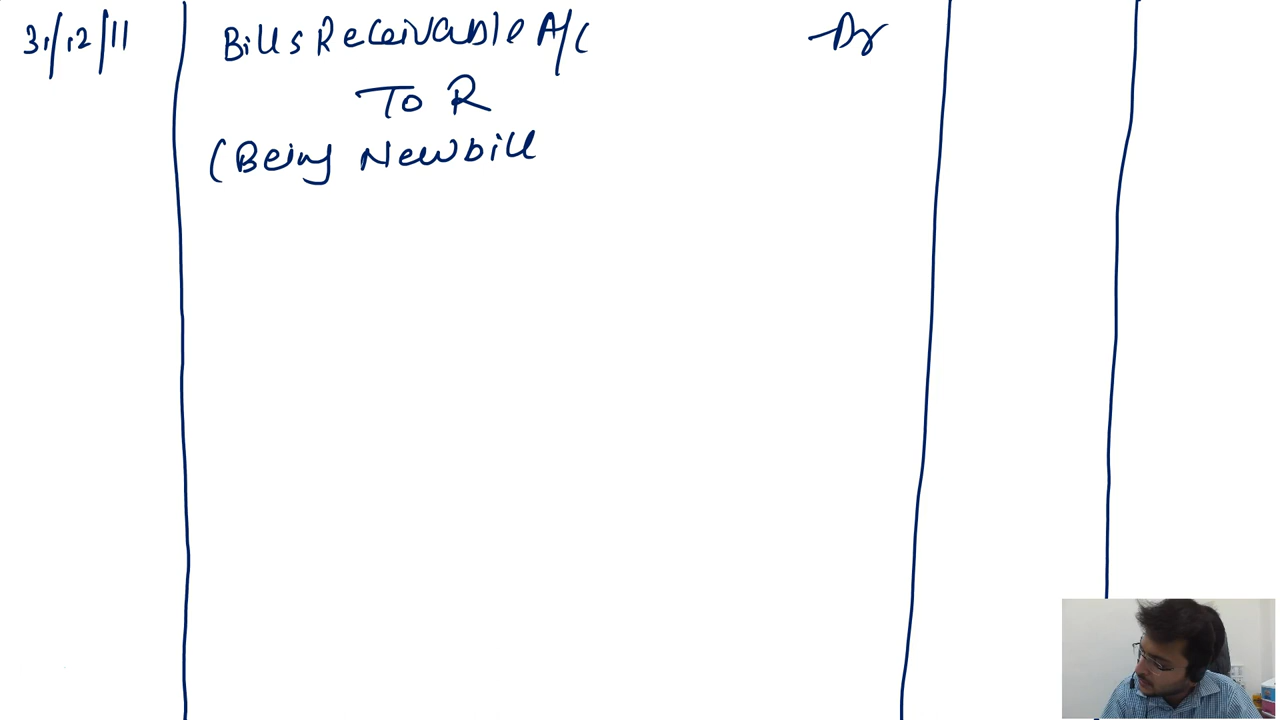 31/12/11 Bills Receivable A/C Dr
To R
(Being New bill